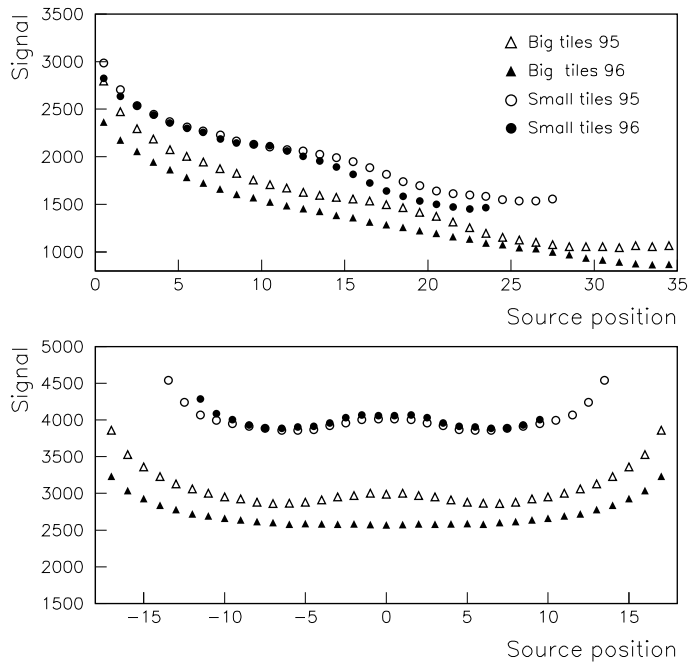 Signal
3500
3000
2500
2000
1500
1000
Big tiles 95
Big tiles 96
Small tiles 95
Small tiles 96
0 5 10 15 20 25 30 35
Source position
Signal
5000
4500
4000
3500
3000
2500
2000
1500
−15 −10 −5 0 5 10 15
Source position